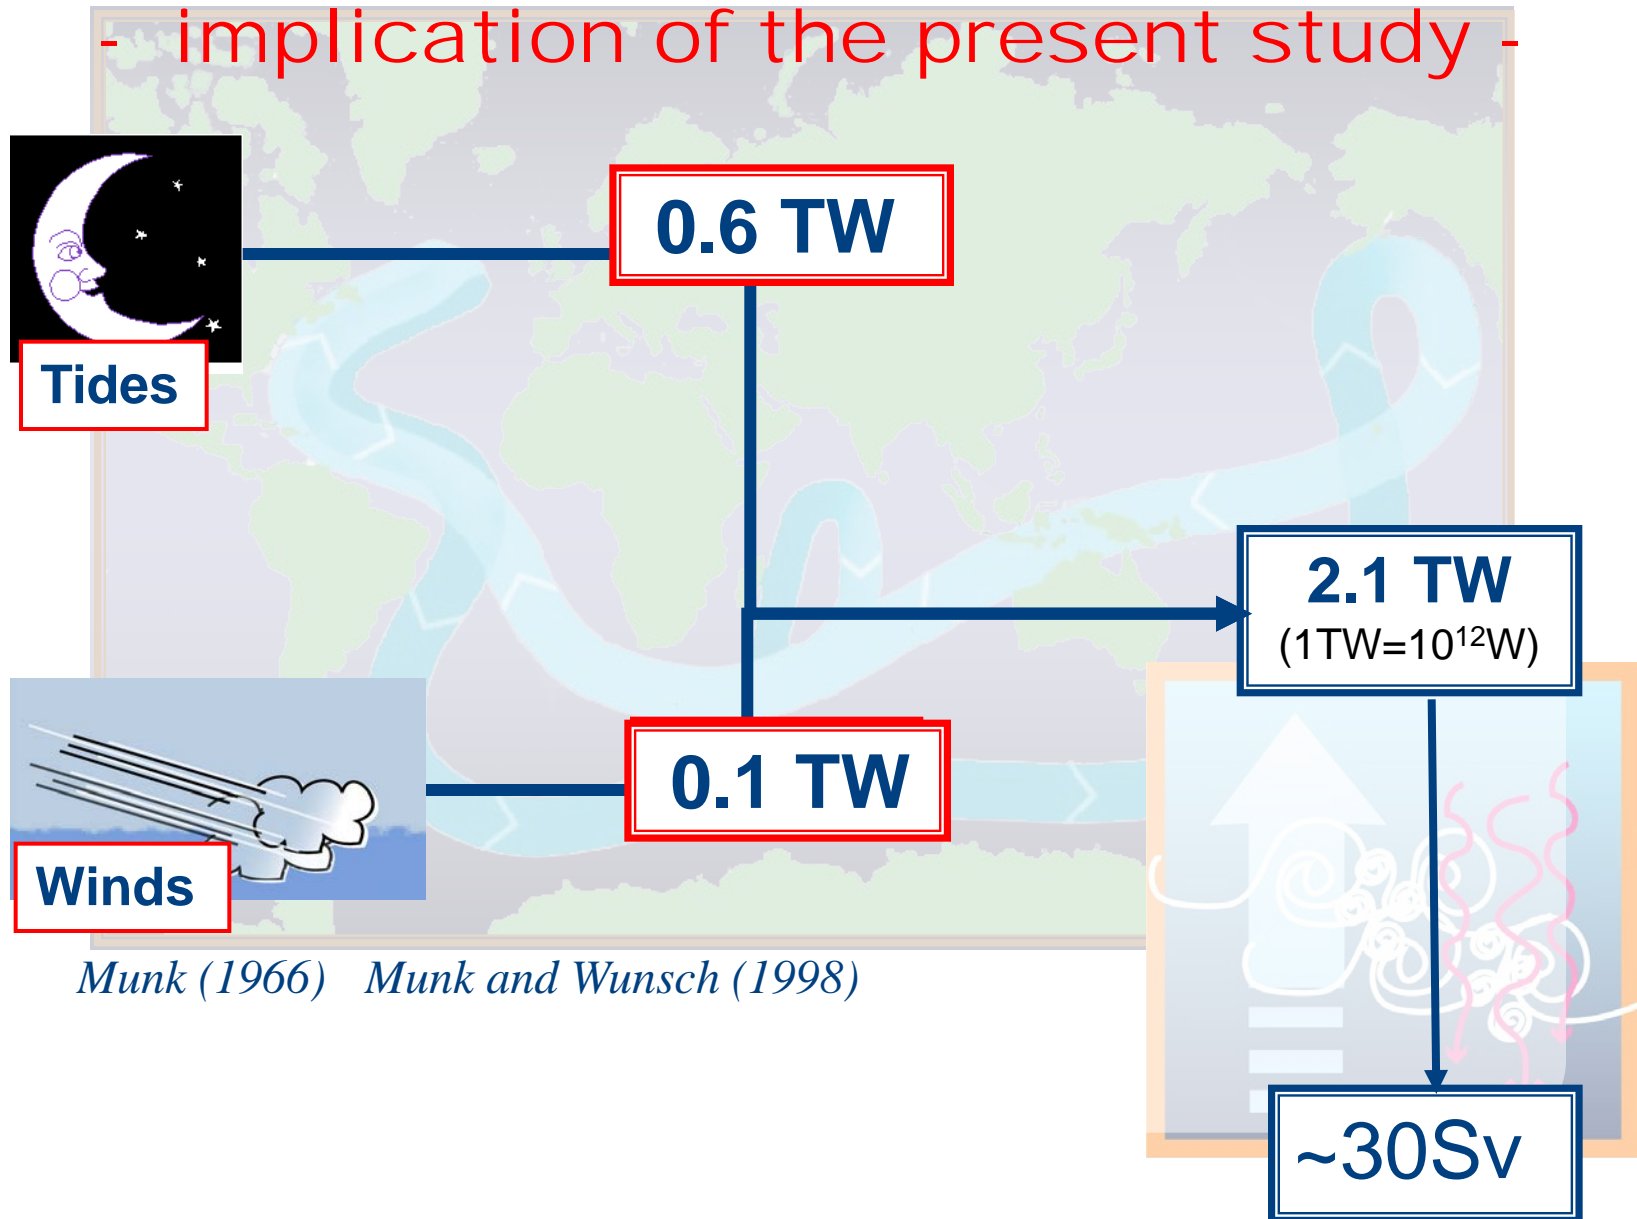 - implication of the present study -
0.6 TW
Tides
2.1 TW
(1TW=10¹²W)
0.1 TW
Winds
Munk (1966) Munk and Wunsch (1998)
~30Sv